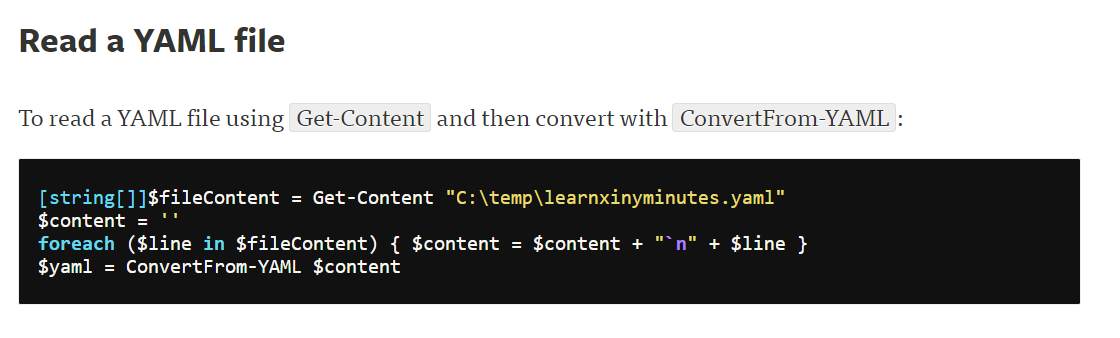 Read a YAML file
To read a YAML file using Get-Content and then convert with ConvertFrom-YAML :
[string[]]$fileContent = Get-Content "C:\temp\learnxinyminutes.yaml"
$content = ''
foreach ($line in $fileContent) { $content = $content + "`n" + $line }
$yaml = ConvertFrom-YAML $content